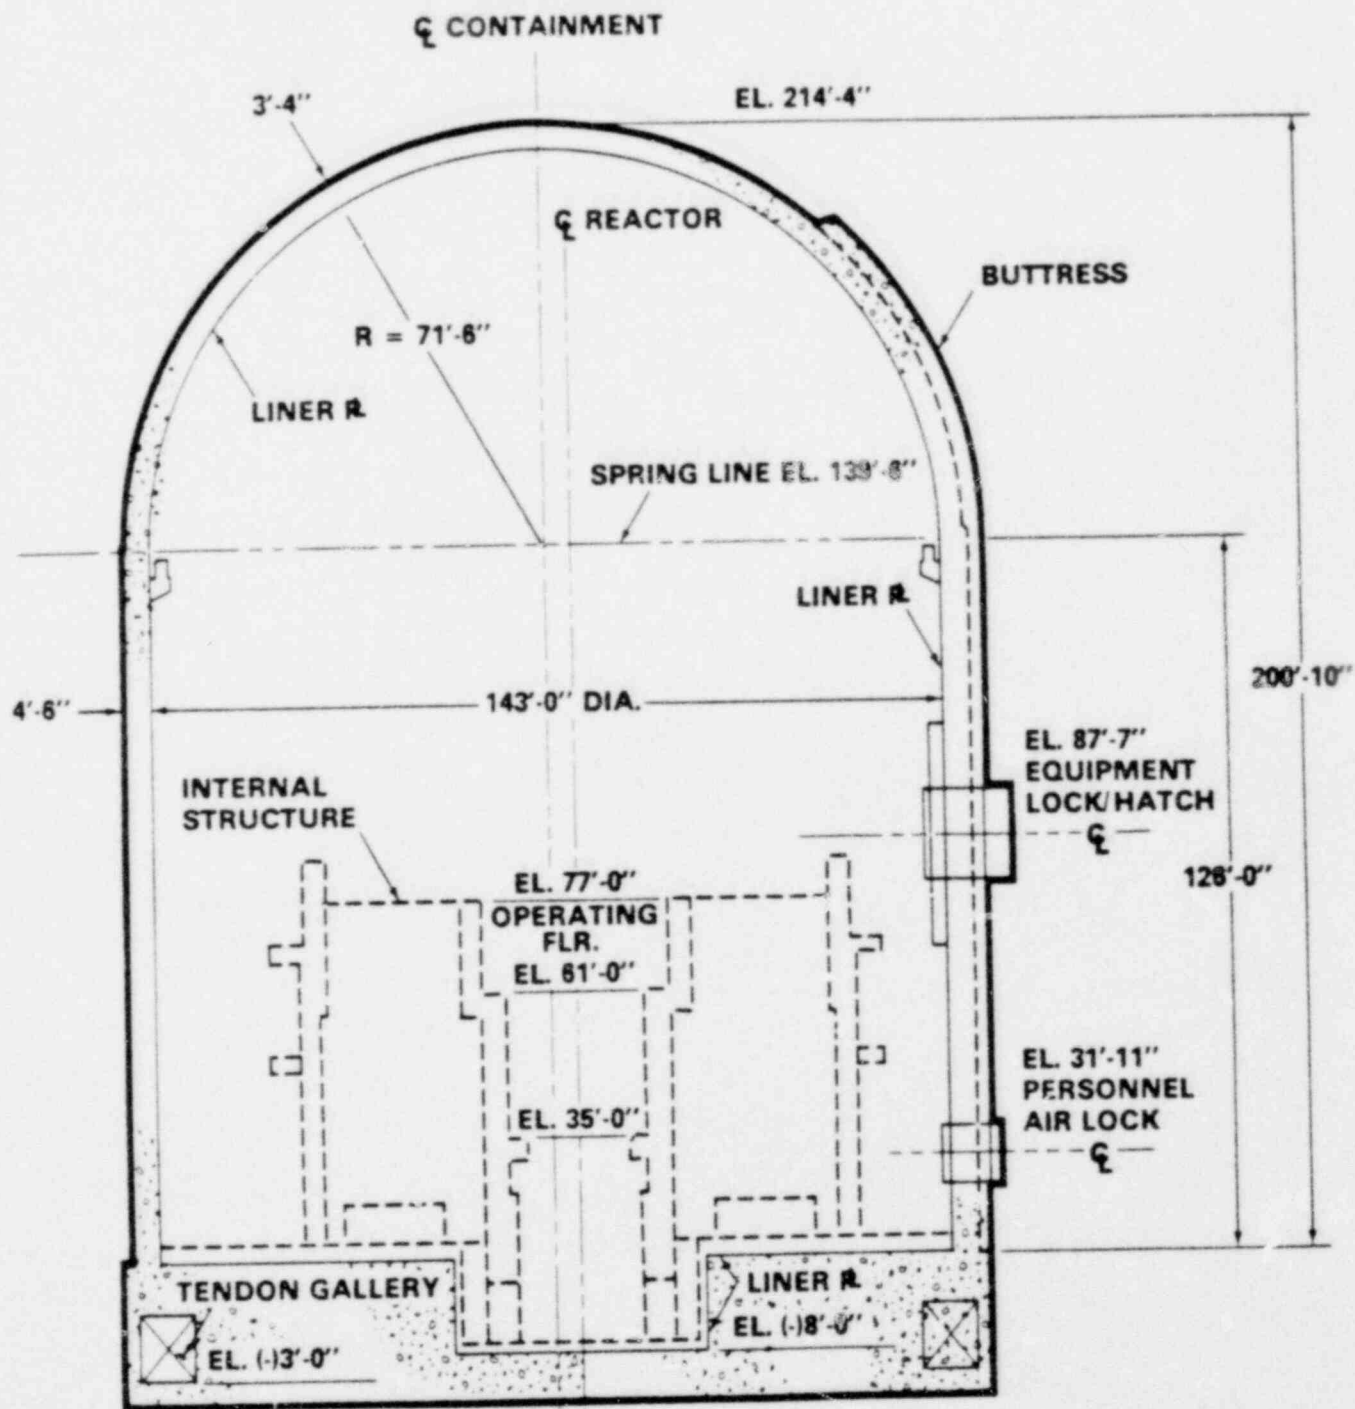 ℄ CONTAINMENT
3'-4"
EL. 214'-4"
℄ REACTOR
BUTTRESS
R = 71'-6"
LINER ℞
SPRING LINE EL. 139'-6"
LINER ℞
4'-6"
143'-0" DIA.
200'-10"
EL. 87'-7"
EQUIPMENT
LOCK/HATCH
℄
INTERNAL
STRUCTURE
126'-0"
EL. 77'-0"
OPERATING
FLR.
EL. 61'-0"
EL. 31'-11"
PERSONNEL
AIR LOCK
℄
EL. 35'-0"
TENDON GALLERY
LINER ℞
EL. (-)3'-0"
EL. (-)8'-0"